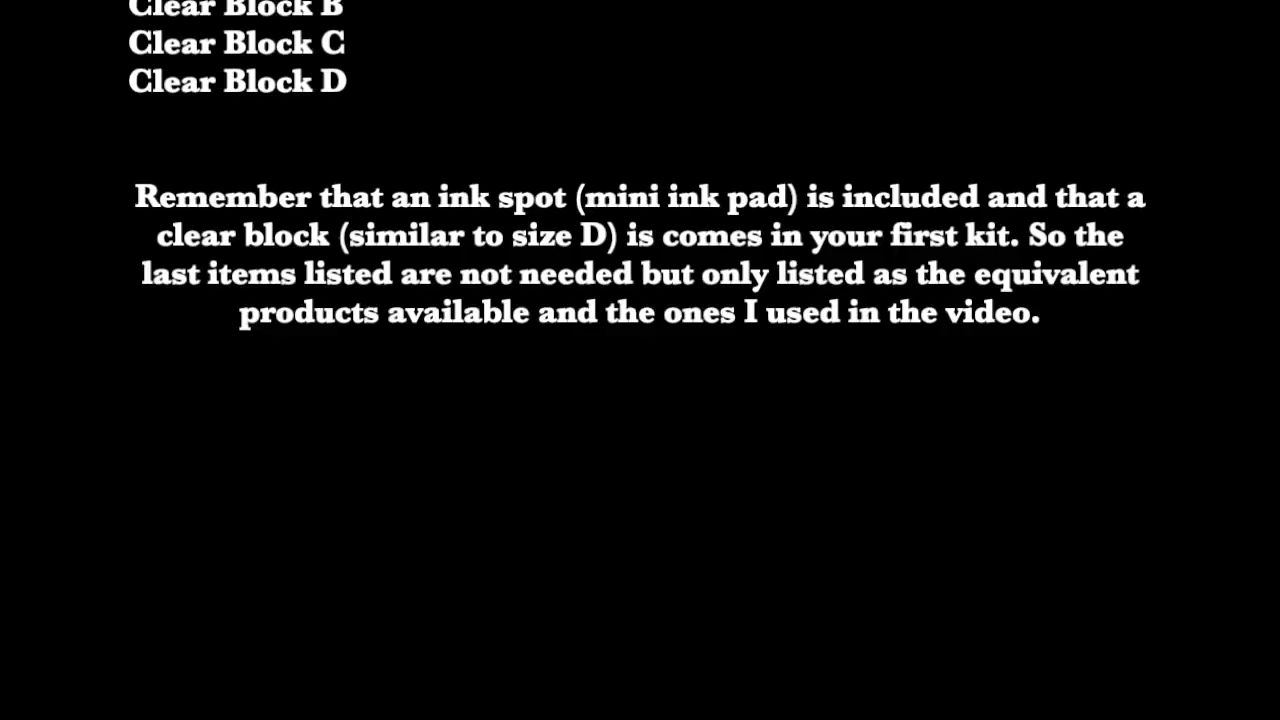 Clear Block B
Clear Block C
Clear Block D
Remember that an ink spot (mini ink pad) is included and that a
clear block (similar to size D) is comes in your first kit. So the
last items listed are not needed but only listed as the equivalent
products available and the ones I used in the video.